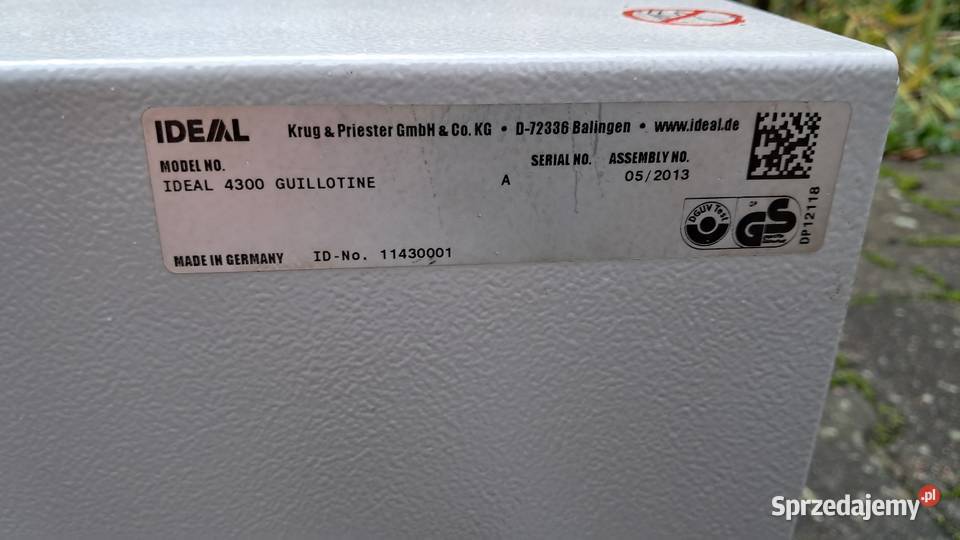 IDEAL
Krug & Priester GmbH & Co. KG • D-72336 Balingen • www.ideal.de
MODEL NO. SERIAL NO. ASSEMBLY NO.
IDEAL 4300 GUILLOTINE A 05/2013
DGUV Test
GS
DP12118
MADE IN GERMANY ID-No. 11430001
Sprzedajemy.pl